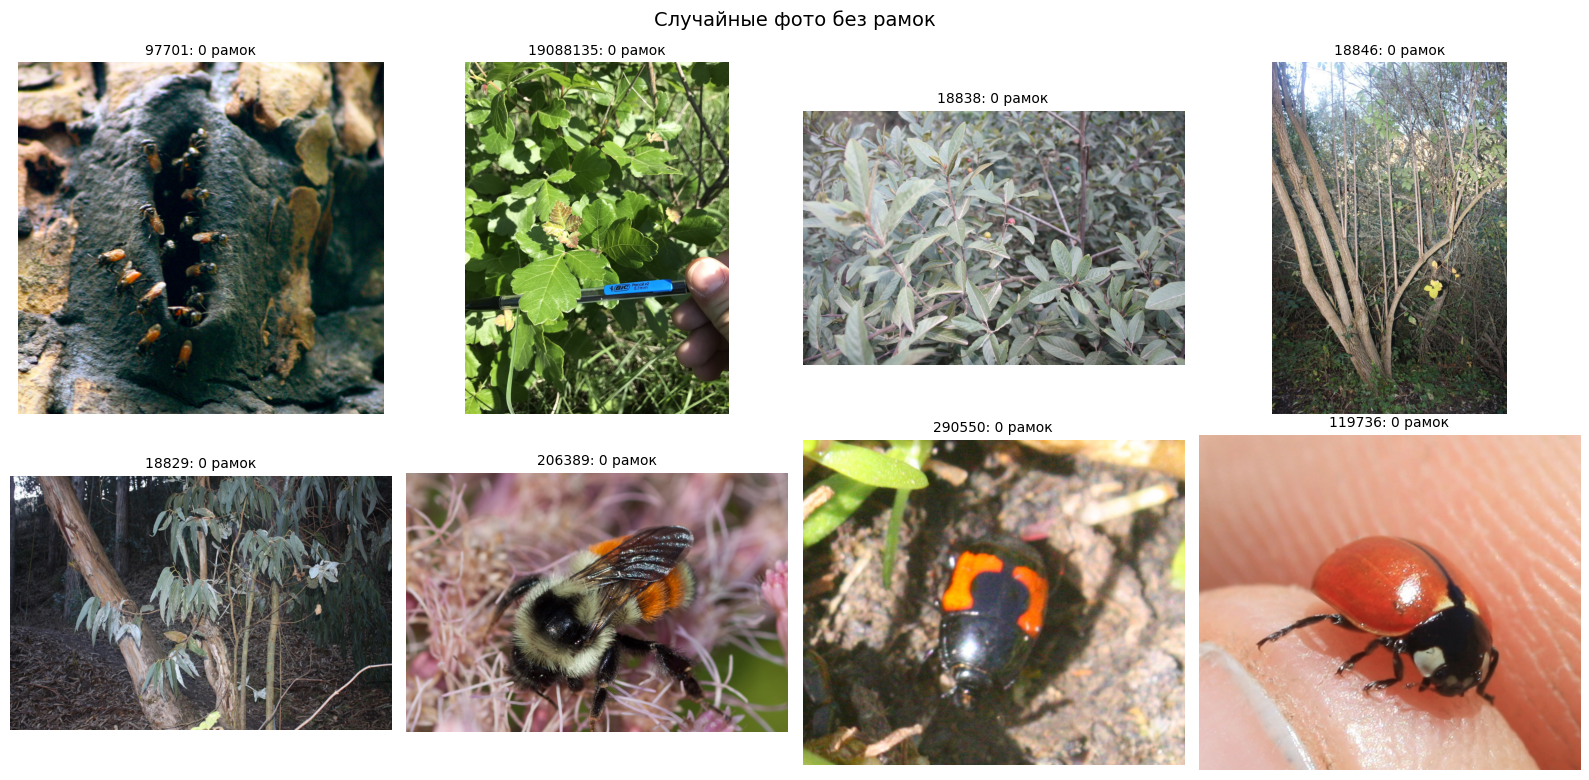 Случайные фото без рамок
97701: 0 рамок
19088135: 0 рамок
18838: 0 рамок
18846: 0 рамок
18829: 0 рамок
206389: 0 рамок
290550: 0 рамок
119736: 0 рамок
BIC